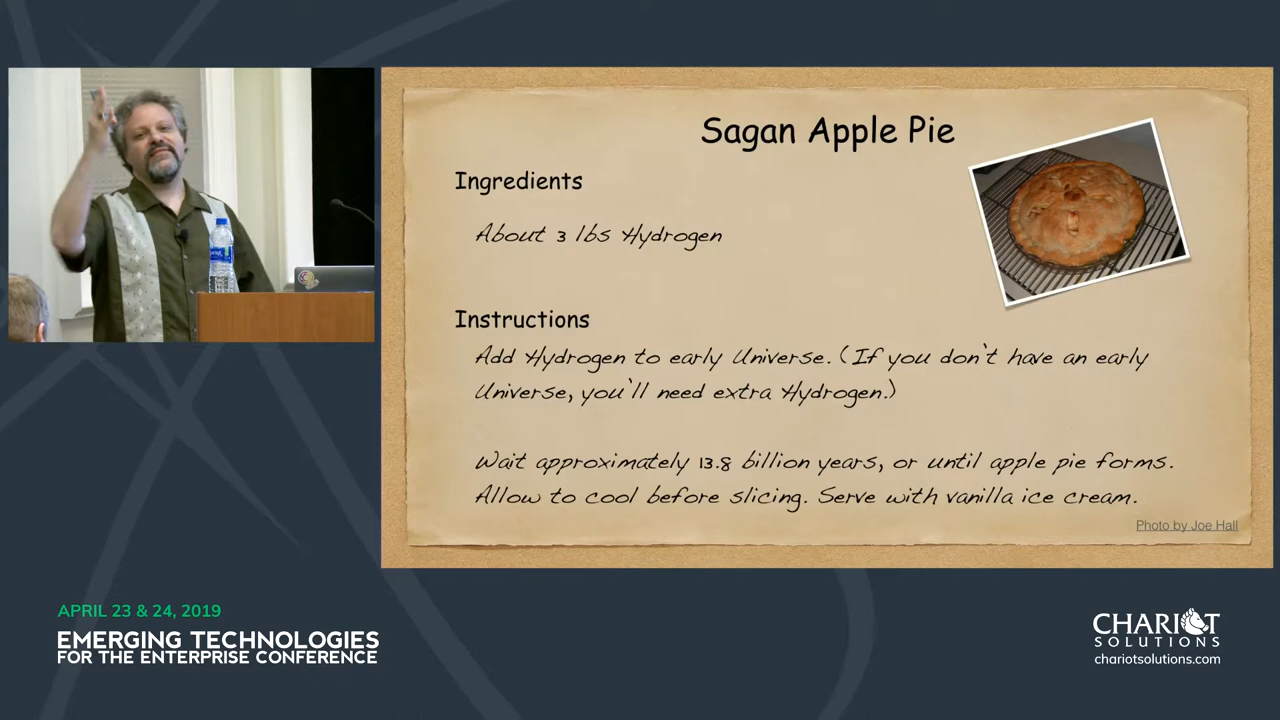 Sagan Apple Pie
Ingredients
About 3 lbs Hydrogen
Instructions
Add Hydrogen to early Universe. (If you don't have an early
Universe, you'll need extra Hydrogen.)
Wait approximately 13.8 billion years, or until apple pie forms.
Allow to cool before slicing. Serve with vanilla ice cream.
Photo by Joe Hall
APRIL 23 & 24, 2019
EMERGING TECHNOLOGIES
FOR THE ENTERPRISE CONFERENCE
CHARIOT
SOLUTIONS
chariotsolutions.com